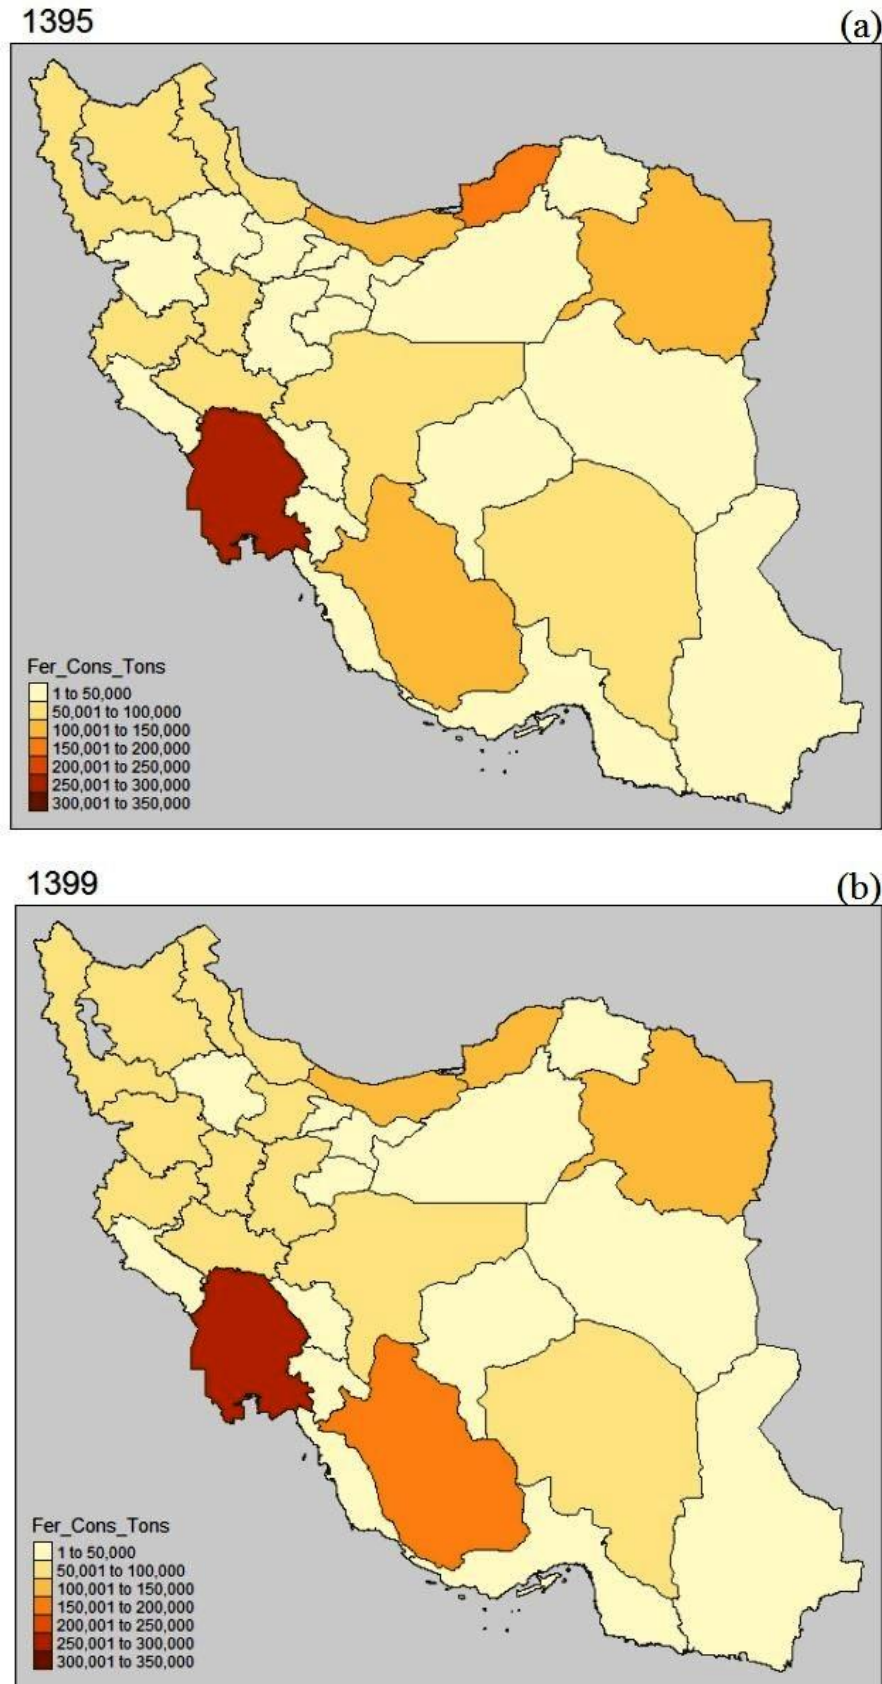 1395 (a)
Fer_Cons_Tons
1 to 50,000
50,001 to 100,000
100,001 to 150,000
150,001 to 200,000
200,001 to 250,000
250,001 to 300,000
300,001 to 350,000
1399 (b)
Fer_Cons_Tons
1 to 50,000
50,001 to 100,000
100,001 to 150,000
150,001 to 200,000
200,001 to 250,000
250,001 to 300,000
300,001 to 350,000